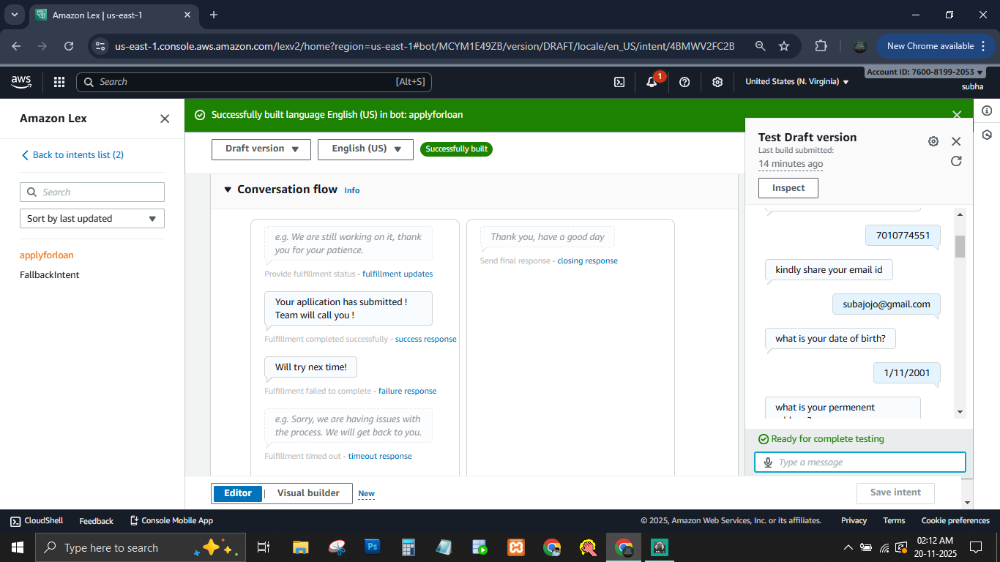 Amazon Lex | us-east-1
us-east-1.console.aws.amazon.com/lexv2/home?region=us-east-1#bot/MCYM1E49ZB/version/DRAFT/locale/en_US/intent/4BMWV2FC2B
New Chrome available
aws
Search
[Alt+S]
1
United States (N. Virginia)
Account ID: 7600-8199-2053
subha
Amazon Lex
Back to intents list (2)
Search
Sort by last updated
applyforloan
FallbackIntent
Successfully built language English (US) in bot: applyforloan
Draft version
English (US)
Successfully built
Conversation flow
Info
e.g. We are still working on it, thank
you for your patience.
Provide fulfillment status - fulfillment updates
Your apllication has submitted !
Team will call you !
Fulfillment completed successfully - success response
Will try nex time!
Fulfillment failed to complete - failure response
e.g. Sorry, we are having issues with
the process. We will get back to you.
Fulfillment timed out - timeout response
Thank you, have a good day
Send final response - closing response
Editor
Visual builder
New
Save intent
Test Draft version
Last build submitted:
14 minutes ago
Inspect
7010774551
kindly share your email id
subajojo@gmail.com
what is your date of birth?
1/11/2001
what is your permenent
Ready for complete testing
Type a message
CloudShell
Feedback
Console Mobile App
© 2025, Amazon Web Services, Inc. or its affiliates.
Privacy
Terms
Cookie preferences
Type here to search
Ps
02:12 AM
20-11-2025